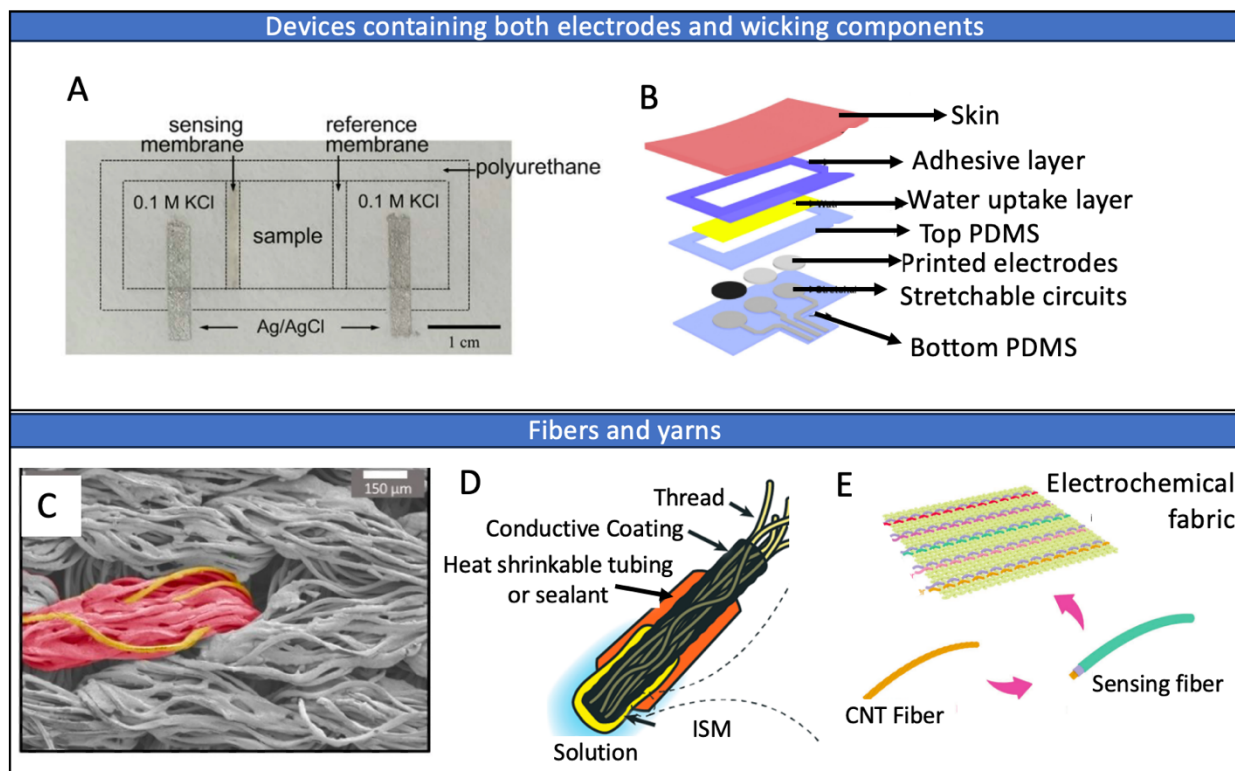 Devices containing both electrodes and wicking components
A
sensing
membrane
reference
membrane
polyurethane
0.1 M KCl
0.1 M KCl
sample
Ag/AgCl
1 cm
B
Skin
Adhesive layer
Water uptake layer
Top PDMS
Printed electrodes
Stretchable circuits
Bottom PDMS
Fibers and yarns
C
150 µm
D
Thread
Conductive Coating
Heat shrinkable tubing
or sealant
ISM
Solution
E
Electrochemical
fabric
CNT Fiber
Sensing fiber